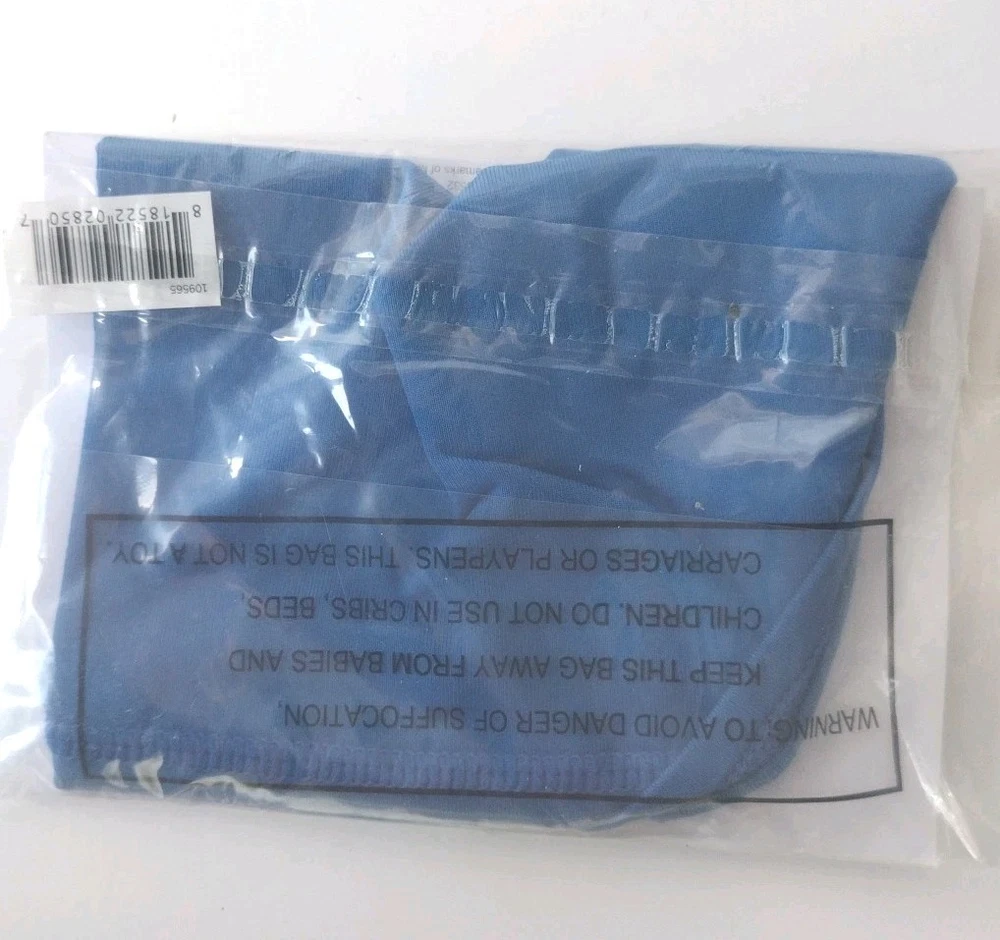 WARNING: TO AVOID DANGER OF SUFFOCATION,
KEEP THIS BAG AWAY FROM BABIES AND
CHILDREN. DO NOT USE IN CRIBS, BEDS,
CARRIAGES OR PLAYPENS. THIS BAG IS NOT A TOY.
109565
8 18522 02850 7